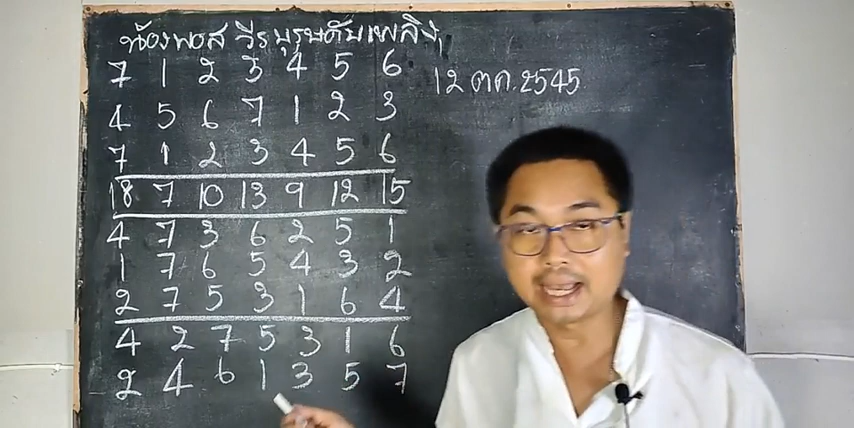 น้องพอส วีรบุรุษดับเพลิง
7 1 2 3 4 5 6
12 ตค. 2545
4 5 6 7 1 2 3
7 1 2 3 4 5 6
18 7 10 13 9 12 15
4 7 3 6 2 5 1
1 7 6 5 4 3 2
2 7 5 3 1 6 4
4 2 7 5 3 1 6
2 4 6 1 3 5 7